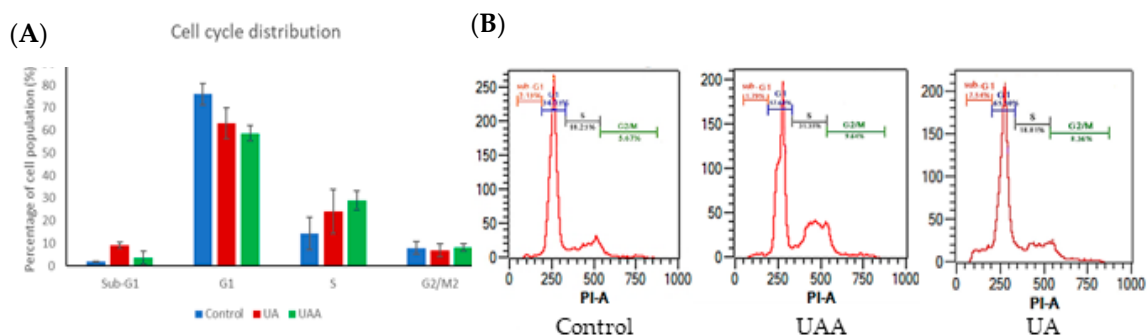 (A)
Cell cycle distribution
Percentage of cell population (%)
80
70
60
50
40
30
20
10
0
Sub-G1 G1 S G2/M2
Control UA UAA
(B)
250
200
150
100
50
0
sub-G1
G1
S
G2/M
5.67%
0 250 500 750 1000
PI-A
Control
200
150
100
50
0
sub-G1
G1
S
G2/M
0 250 500 750 1000
PI-A
UAA
200
150
100
50
0
sub-G1
G1
S
G2/M
0 250 500 750 1000
PI-A
UA